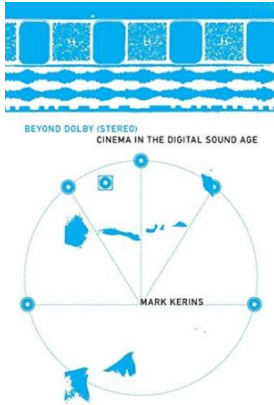 BEYOND DOLBY (STEREO)
CINEMA IN THE DIGITAL SOUND AGE
MARK KERINS